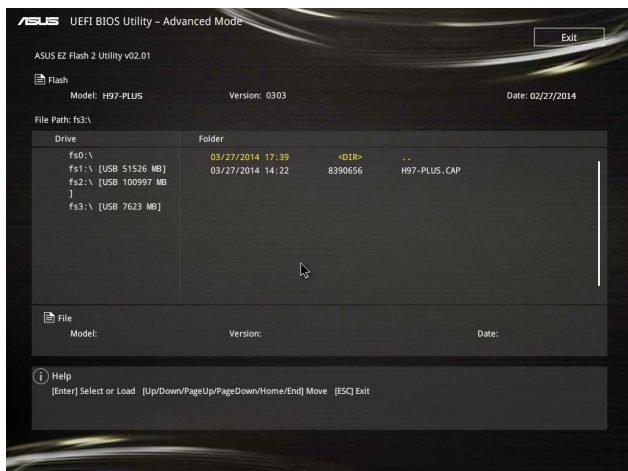 ASUS UEFI BIOS Utility – Advanced Mode
Exit
ASUS EZ Flash 2 Utility v02.01
Flash
Model: H97-PLUS Version: 0303 Date: 02/27/2014
File Path: fs3:\
Drive Folder
fs0:\ 03/27/2014 17:39 <DIR> ..
fs1:\ [USB 51526 MB] 03/27/2014 14:22 8390656 H97-PLUS.CAP
fs2:\ [USB 100997 MB
]
fs3:\ [USB 7623 MB]
File
Model: Version: Date:
i Help
[Enter] Select or Load [Up/Down/PageUp/PageDown/Home/End] Move [ESC] Exit